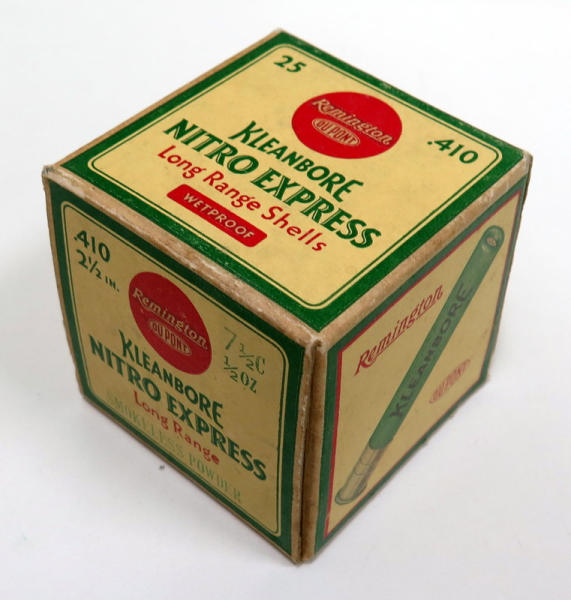 25
Remington
DU PONT
.410
KLEANBORE
NITRO EXPRESS
Long Range Shells
WETPROOF
.410
2½ IN.
Remington
DU PONT
7½C
½OZ
KLEANBORE
NITRO EXPRESS
Long Range
SMOKELESS POWDER
Remington
KLEANBORE
DU PONT